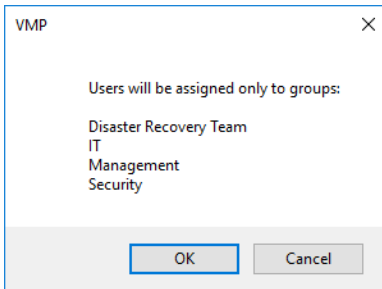 VMP
Users will be assigned only to groups:
Disaster Recovery Team
IT
Management
Security
OK
Cancel